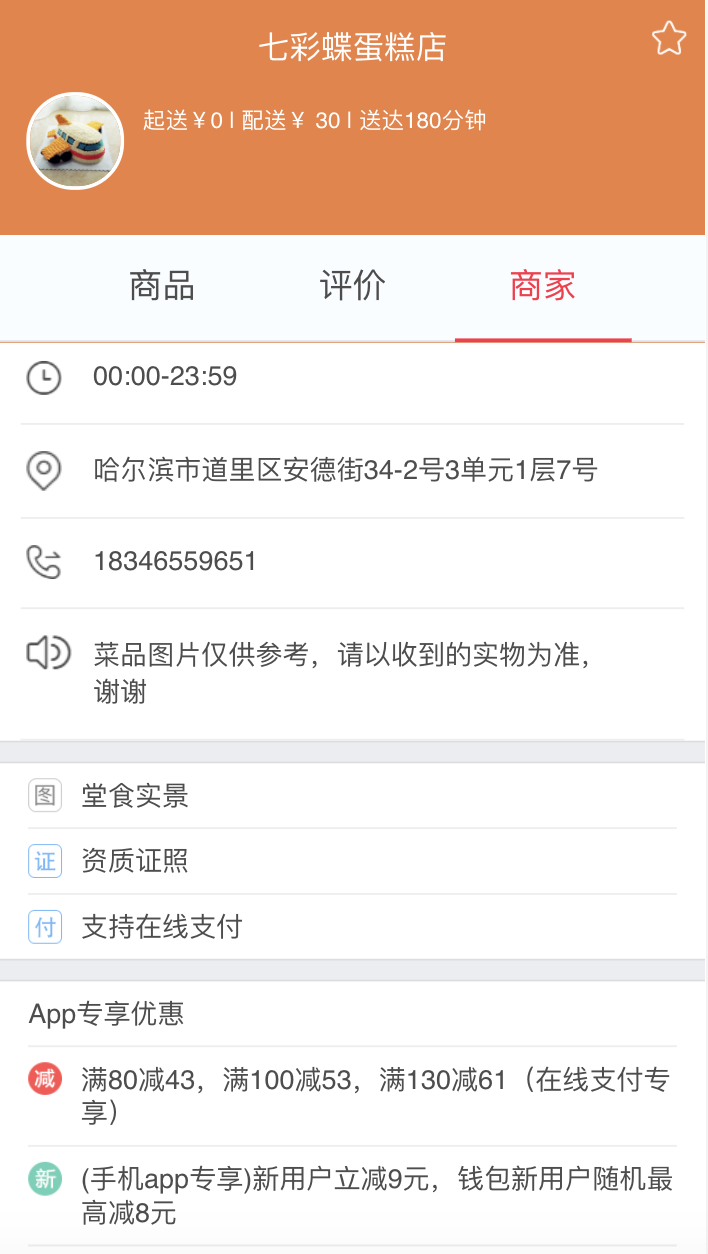 七彩蝶蛋糕店
起送￥0 | 配送￥ 30 | 送达180分钟
商品 评价 商家
00:00-23:59
哈尔滨市道里区安德街34-2号3单元1层7号
18346559651
菜品图片仅供参考，请以收到的实物为准，
谢谢
图 堂食实景
证 资质证照
付 支持在线支付
App专享优惠
减 满80减43，满100减53，满130减61（在线支付专
享）
新 (手机app专享)新用户立减9元，钱包新用户随机最
高减8元